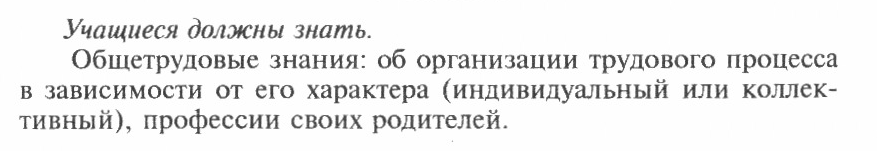 Учащиеся должны знать.
Общетрудовые знания: об организации трудового процесса
в зависимости от его характера (индивидуальный или коллек-
тивный), профессии своих родителей.